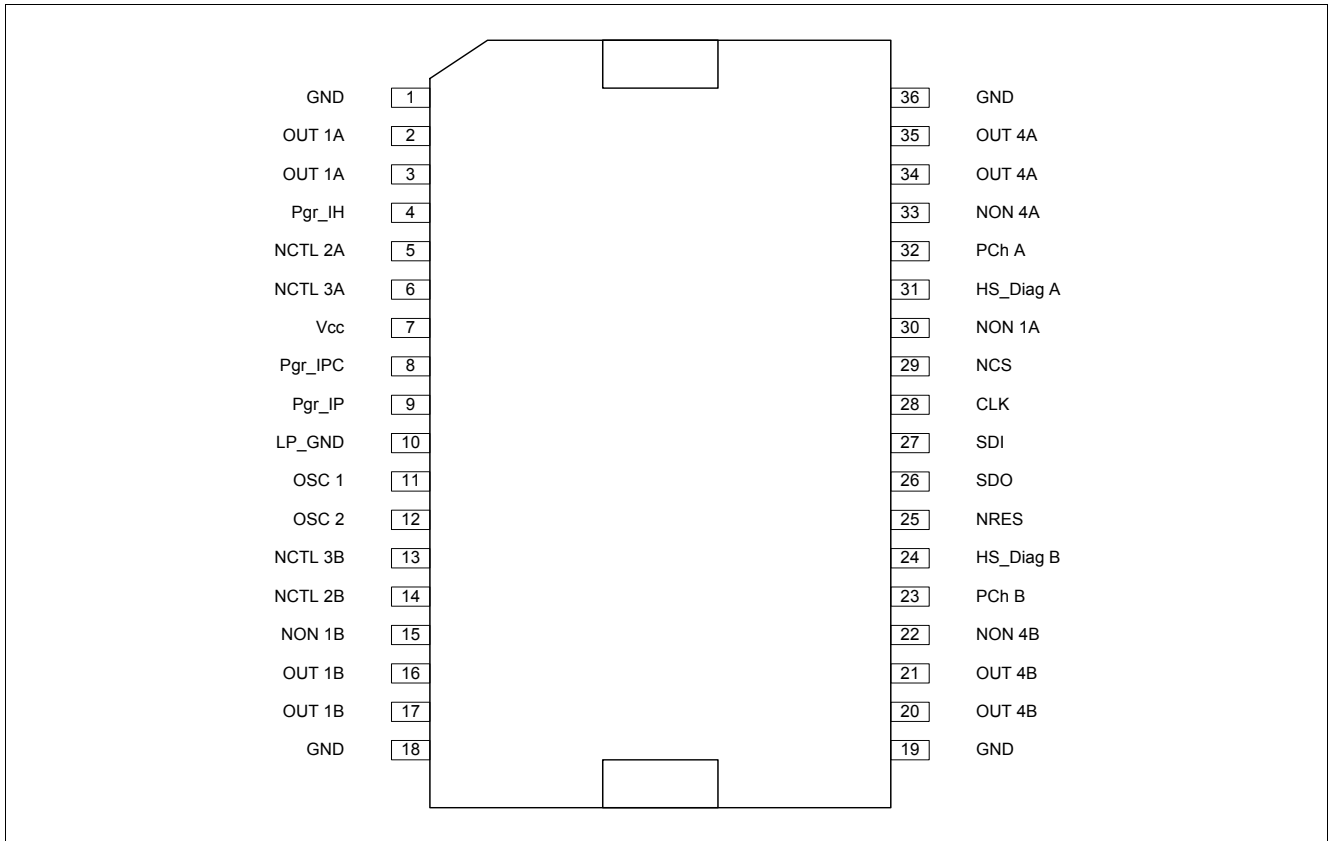 GND 1 36 GND
OUT 1A 2 35 OUT 4A
OUT 1A 3 34 OUT 4A
Pgr_IH 4 33 NON 4A
NCTL 2A 5 32 PCh A
NCTL 3A 6 31 HS_Diag A
Vcc 7 30 NON 1A
Pgr_IPC 8 29 NCS
Pgr_IP 9 28 CLK
LP_GND 10 27 SDI
OSC 1 11 26 SDO
OSC 2 12 25 NRES
NCTL 3B 13 24 HS_Diag B
NCTL 2B 14 23 PCh B
NON 1B 15 22 NON 4B
OUT 1B 16 21 OUT 4B
OUT 1B 17 20 OUT 4B
GND 18 19 GND